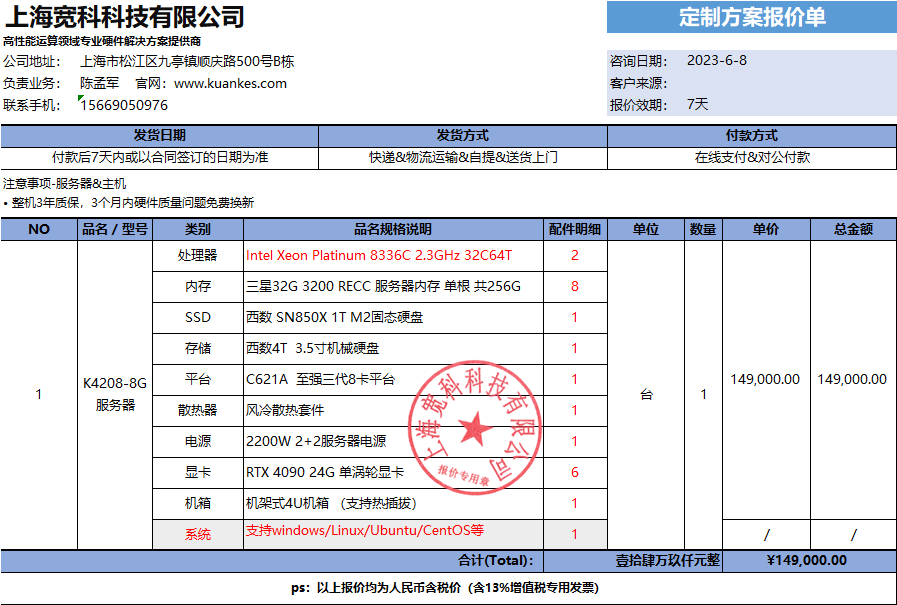 上海宽科科技有限公司
定制方案报价单
高性能运算领域专业硬件解决方案提供商
公司地址： 上海市松江区九亭镇顺庆路500号B栋
咨询日期： 2023-6-8
负责业务： 陈孟军 官网：www.kuankes.com
客户来源：
联系手机： 15669050976
报价效期： 7天
发货日期 发货方式 付款方式
付款后7天内或以合同签订的日期为准 快递&物流运输&自提&送货上门 在线支付&对公付款
注意事项-服务器&主机
• 整机3年质保，3个月内硬件质量问题免费换新
NO 品名 / 型号 类别 品名规格说明 配件明细 单位 数量 单价 总金额
处理器 Intel Xeon Platinum 8336C 2.3GHz 32C64T 2
内存 三星32G 3200 RECC 服务器内存 单根 共256G 8
SSD 西数 SN850X 1T M2固态硬盘 1
存储 西数4T 3.5寸机械硬盘 1
1 K4208-8G 服务器 平台 C621A 至强三代8卡平台 1 台 1 149,000.00 149,000.00
散热器 风冷散热套件 1
电源 2200W 2+2服务器电源 1
显卡 RTX 4090 24G 单涡轮显卡 6
机箱 机架式4U机箱 （支持热插拔） 1
系统 支持windows/Linux/Ubuntu/CentOS等 1 / /
上海宽科科技有限公司
报价专用章
合计(Total)： 壹拾肆万玖仟元整 ¥149,000.00
ps：以上报价均为人民币含税价（含13%增值税专用发票）